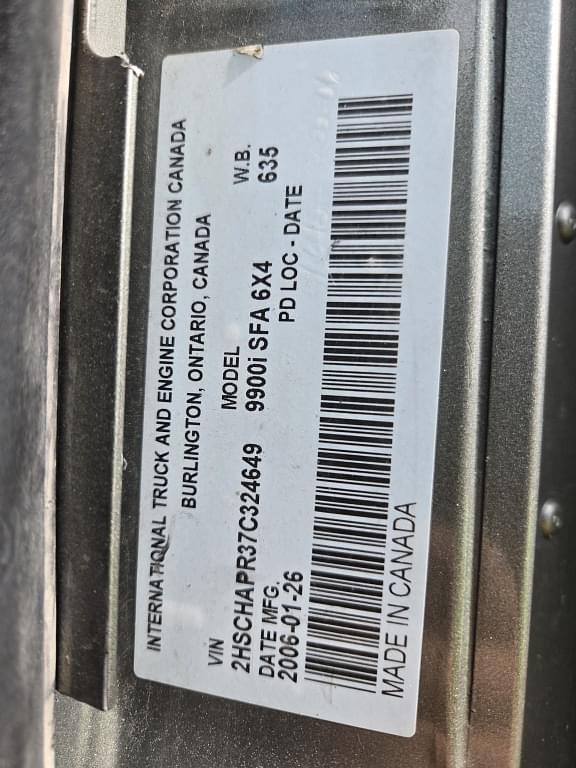 INTERNATIONAL TRUCK AND ENGINE CORPORATION CANADA
BURLINGTON, ONTARIO, CANADA
VIN MODEL W.B.
2HSCHAPR37C324649 9900i SFA 6X4 635
DATE MFG. PD LOC - DATE
2006-01-26
MADE IN CANADA